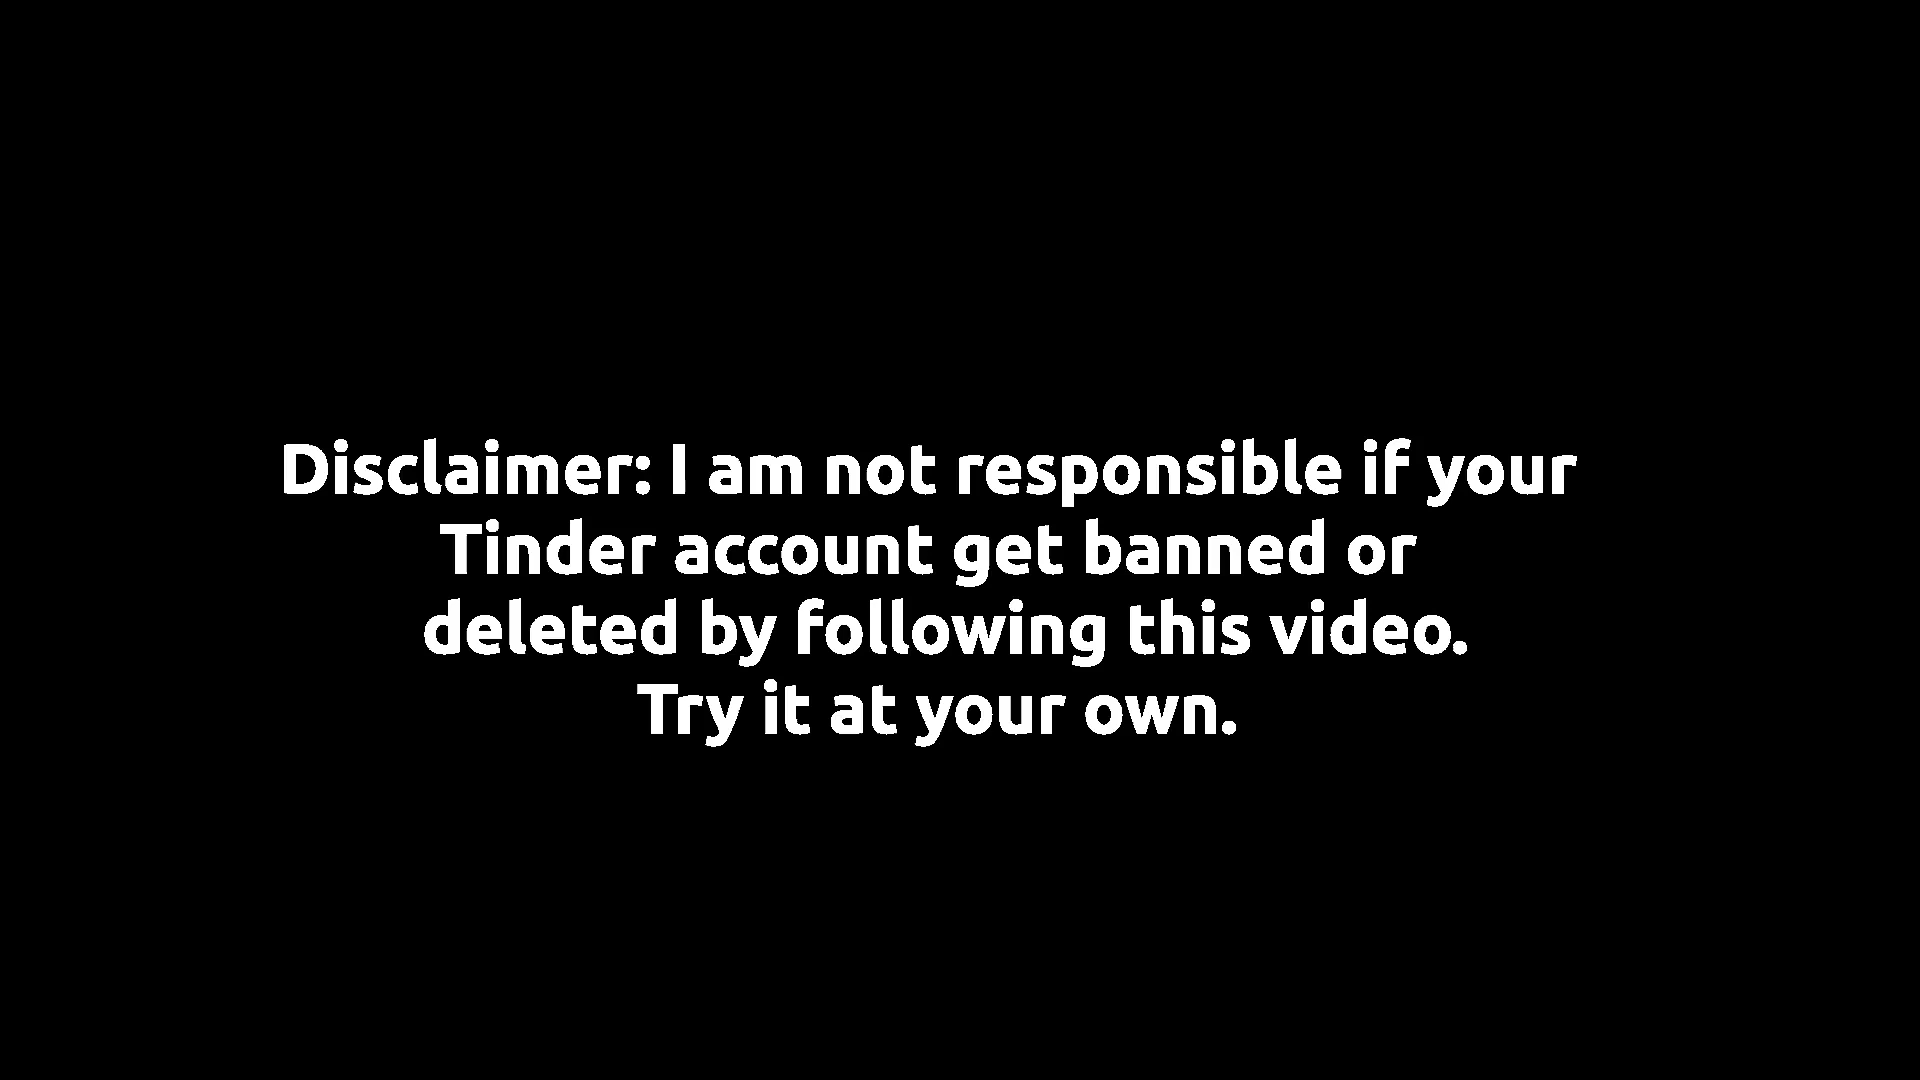 Disclaimer: I am not responsible if your
Tinder account get banned or
deleted by following this video.
Try it at your own.